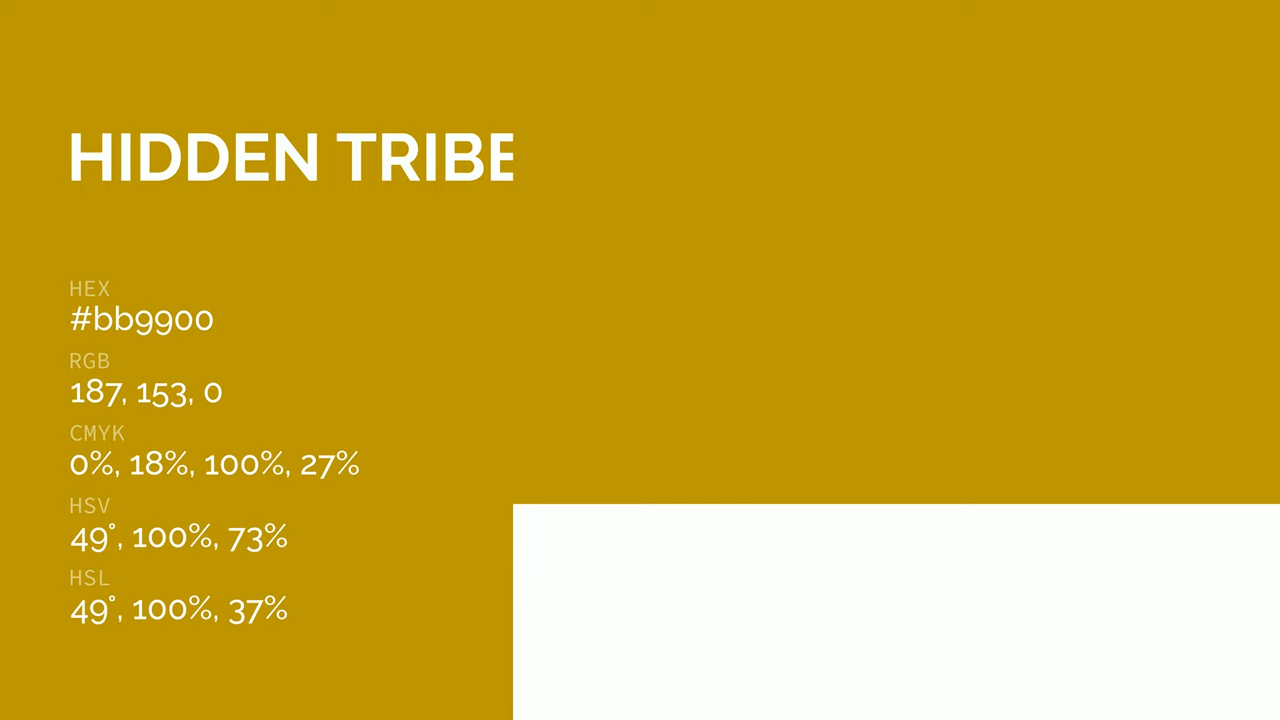 HIDDEN TRIBE
HEX
#bb9900
RGB
187, 153, 0
CMYK
0%, 18%, 100%, 27%
HSV
49°, 100%, 73%
HSL
49°, 100%, 37%